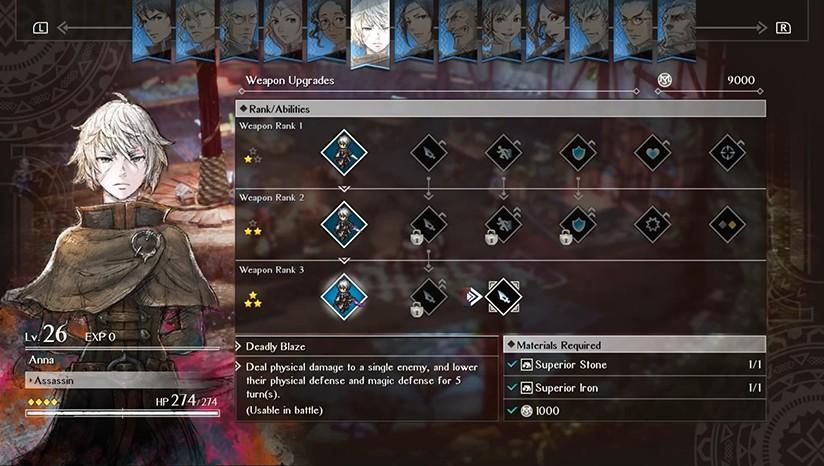 L
R
Weapon Upgrades
9000
Rank/Abilities
Weapon Rank 1
Weapon Rank 2
Weapon Rank 3
Lv. 26 EXP 0
Anna
Assassin
HP 274/274
Deadly Blaze
Deal physical damage to a single enemy, and lower
their physical defense and magic defense for 5
turn(s).
(Usable in battle)
Materials Required
Superior Stone 1/1
Superior Iron 1/1
1000